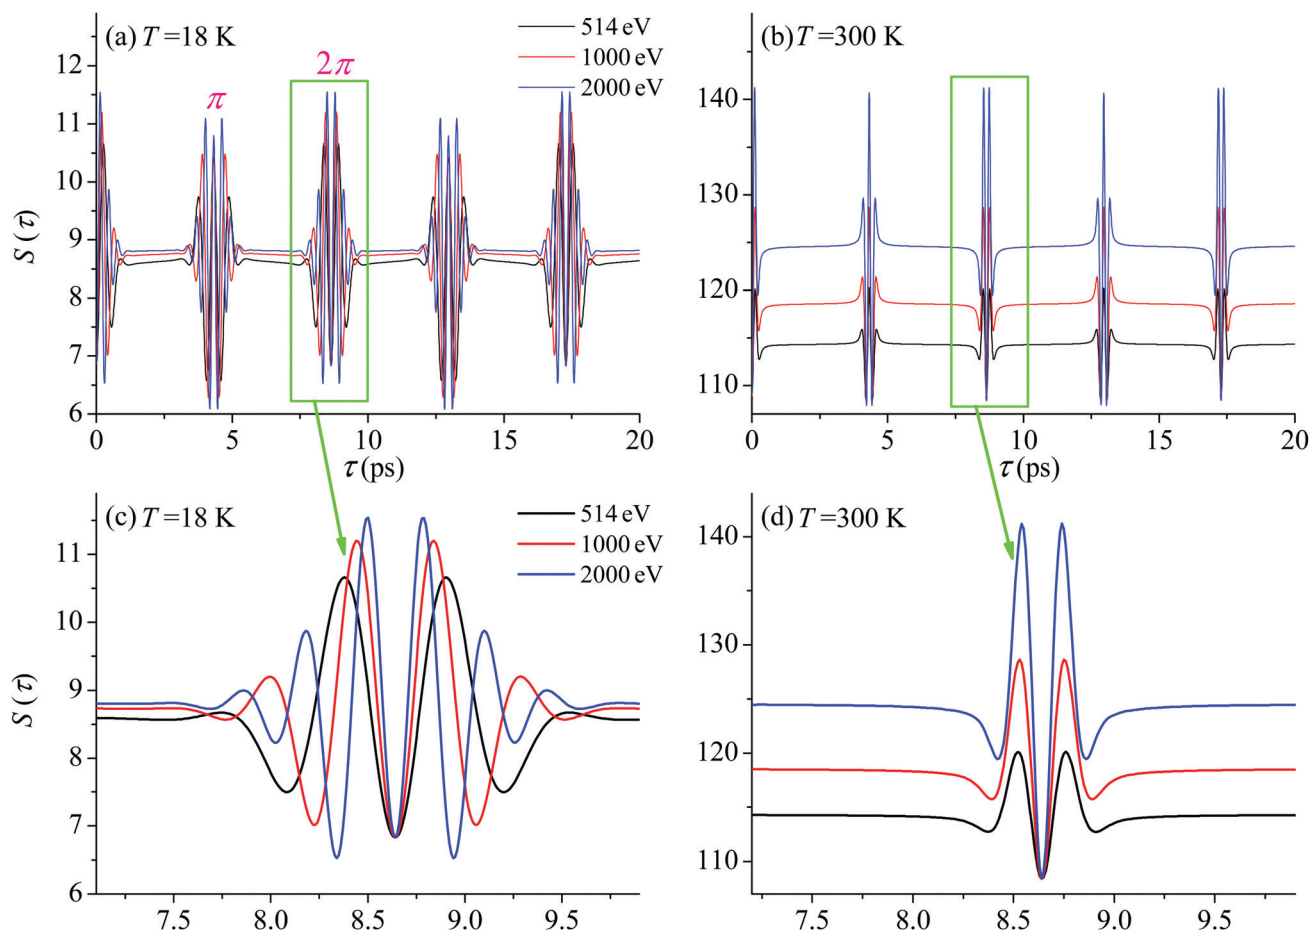 (a) T =18 K
514 eV
1000 eV
2000 eV
π
2π
S (τ)
12
11
10
9
8
7
6
0
5
10
15
20
τ (ps)
(b) T =300 K
140
130
120
110
0
5
10
15
20
τ (ps)
(c) T =18 K
514 eV
1000 eV
2000 eV
S (τ)
11
10
9
8
7
6
7.5
8.0
8.5
9.0
9.5
(d) T =300 K
140
130
120
110
7.5
8.0
8.5
9.0
9.5